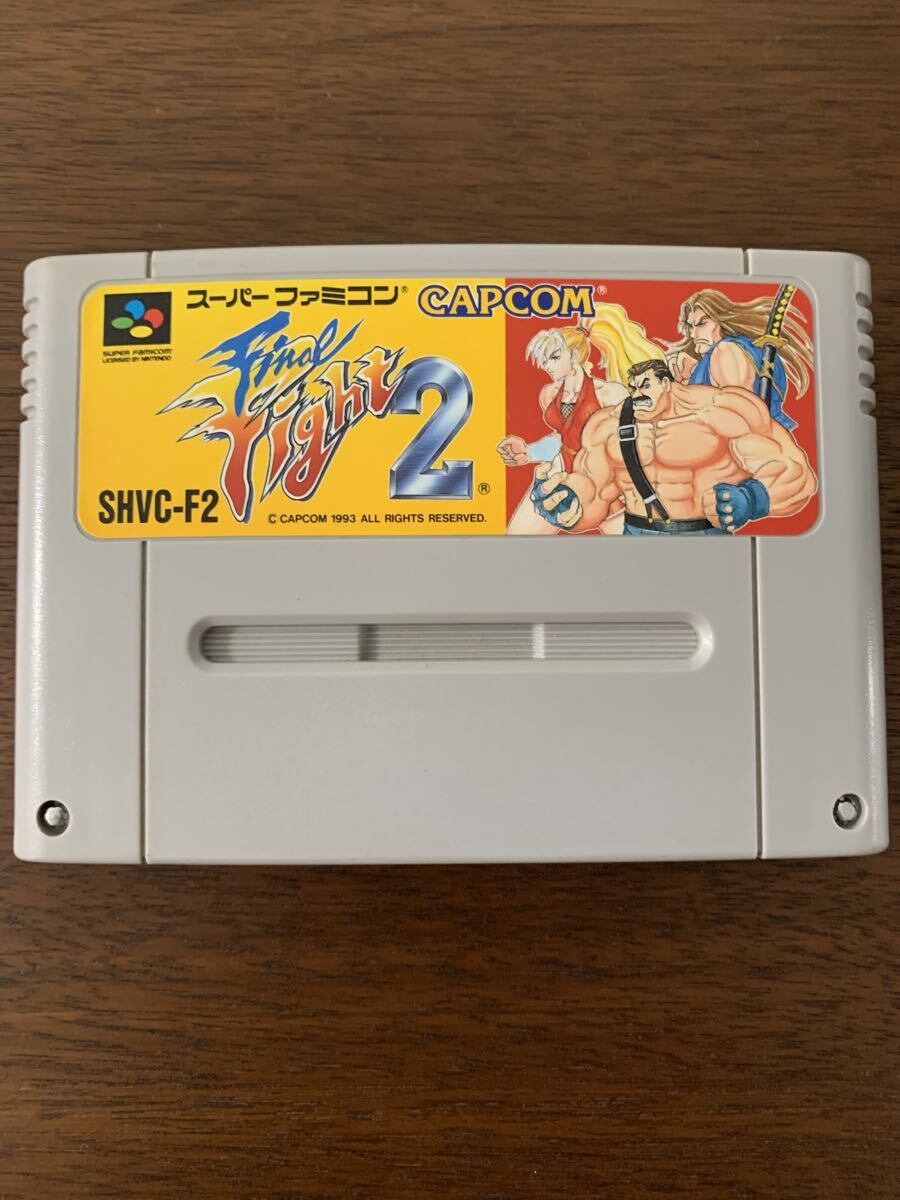 スーパーファミコン® CAPCOM®
SUPER FAMICOM
LICENSED BY NINTENDO
Final
Fight 2®
SHVC-F2
© CAPCOM 1993 ALL RIGHTS RESERVED.